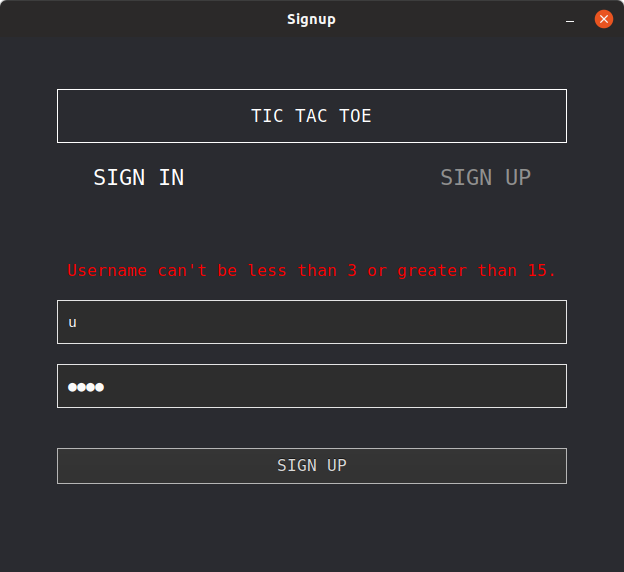 Signup
TIC TAC TOE
SIGN IN SIGN UP
Username can't be less than 3 or greater than 15.
u
●●●●
SIGN UP